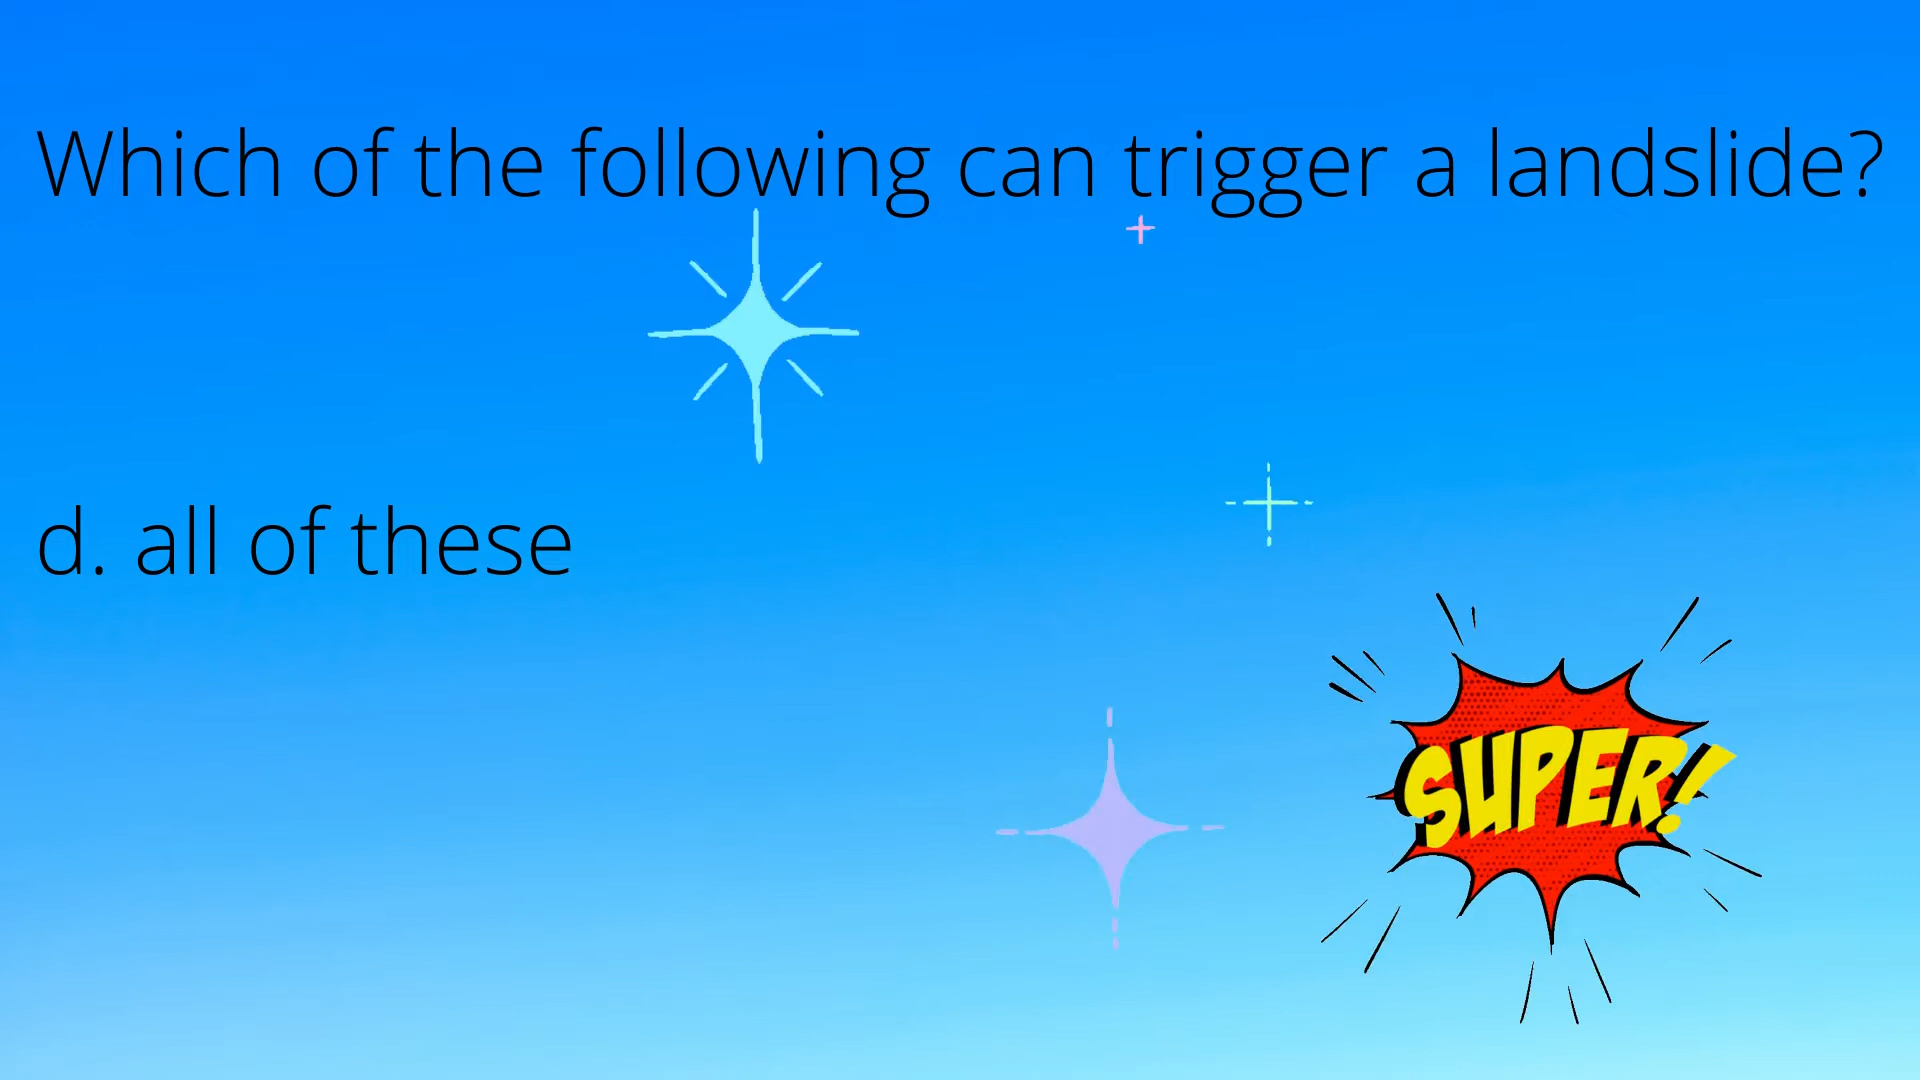 Which of the following can trigger a landslide?
d. all of these
SUPER!